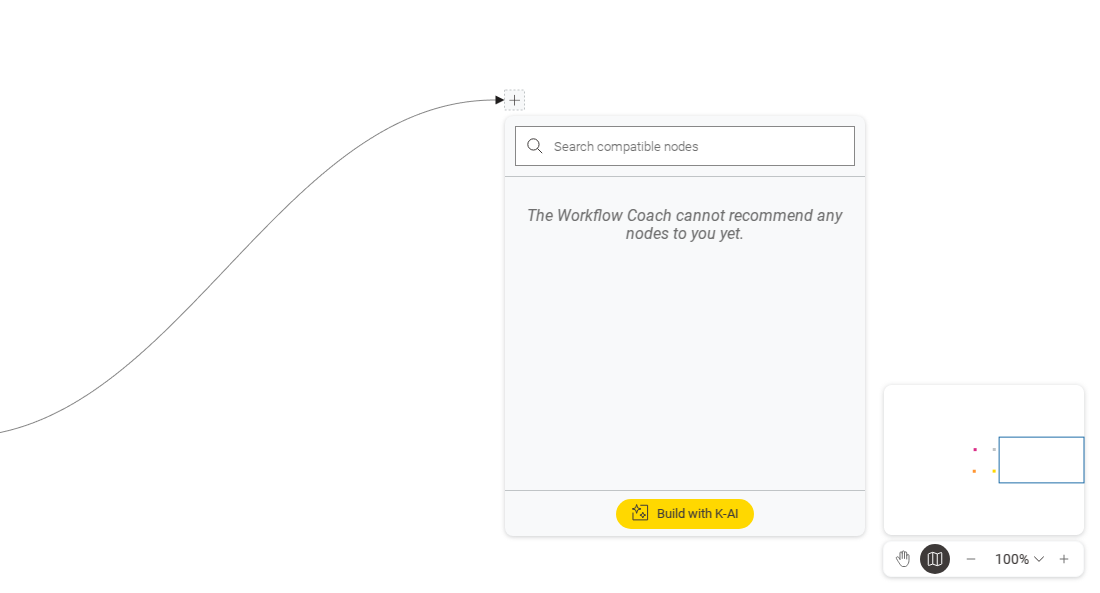 Search compatible nodes
The Workflow Coach cannot recommend any
nodes to you yet.
Build with K-AI
100%